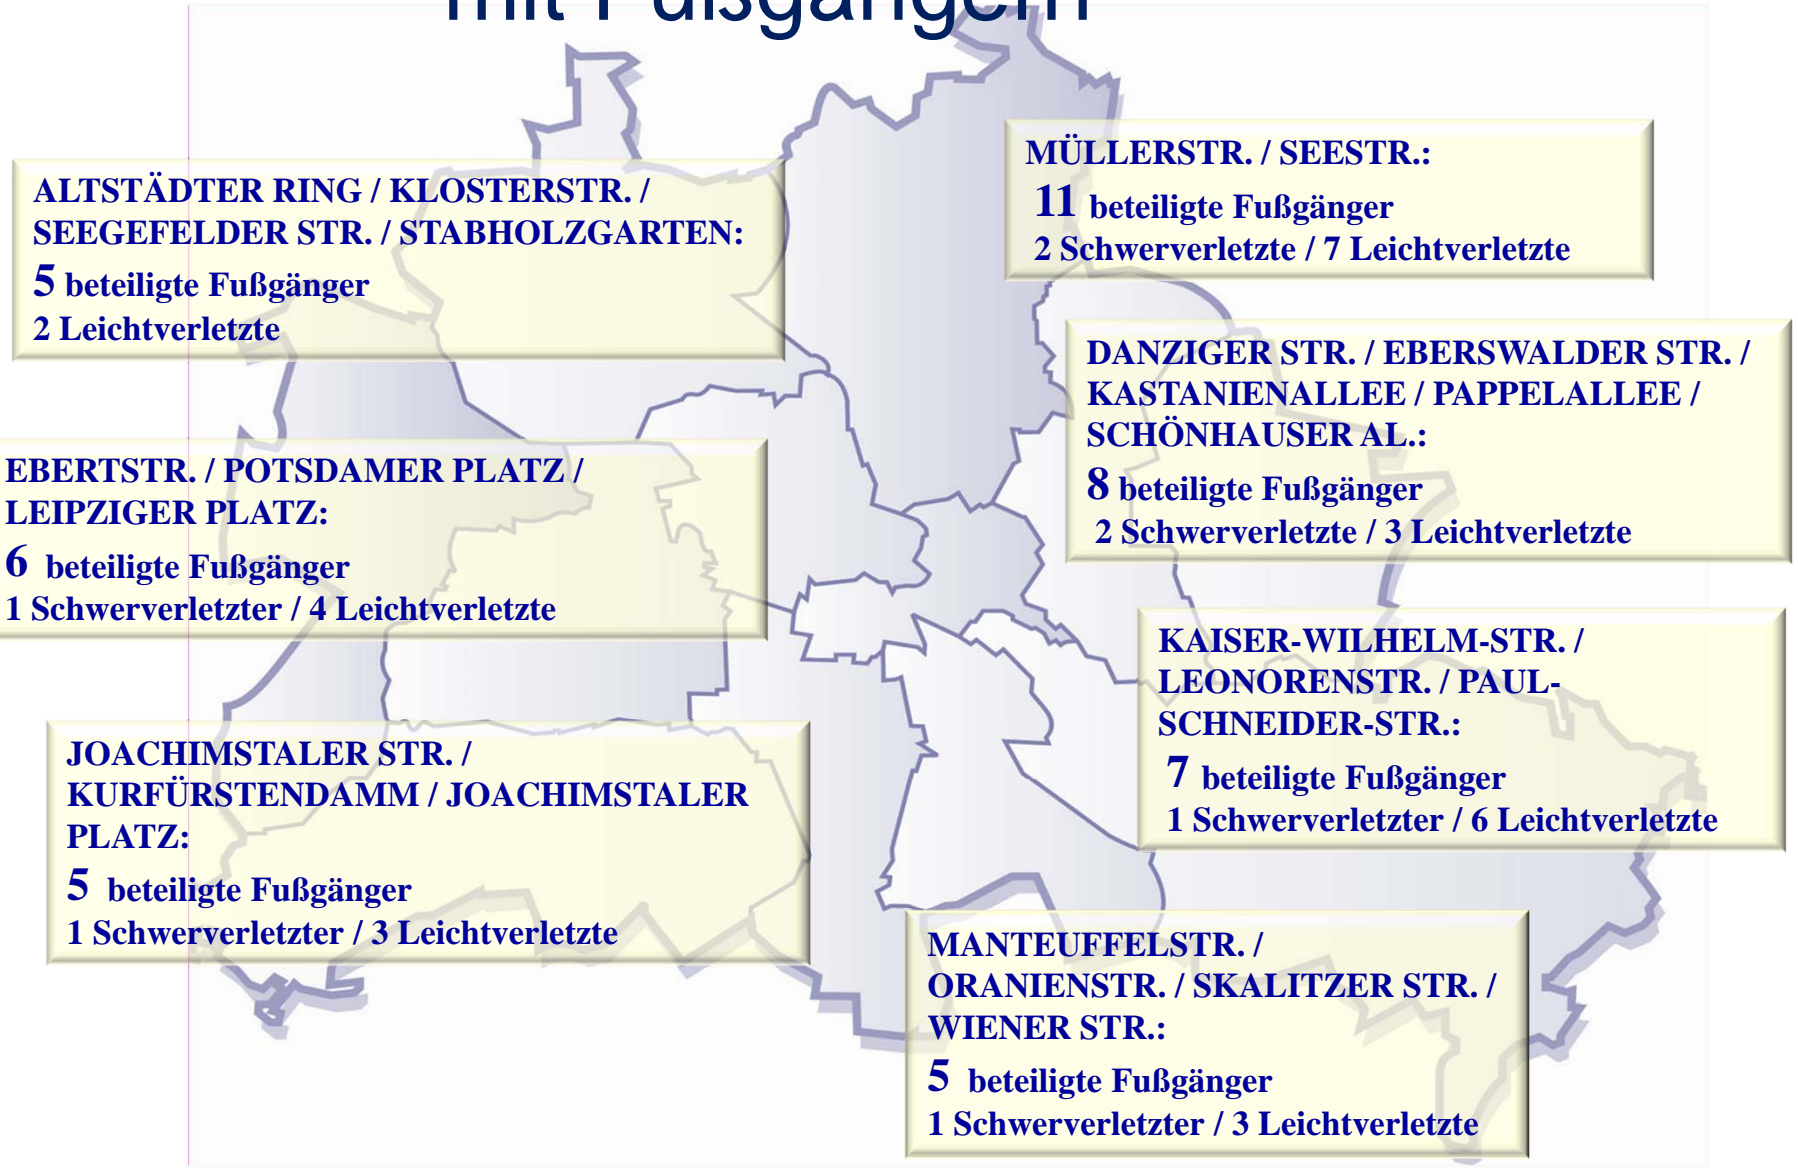 mit Fußgängern
ALTSTÄDTER RING / KLOSTERSTR. /
SEEGEFELDER STR. / STABHOLZGARTEN:
5 beteiligte Fußgänger
2 Leichtverletzte
MÜLLERSTR. / SEESTR.:
11 beteiligte Fußgänger
2 Schwerverletzte / 7 Leichtverletzte
DANZIGER STR. / EBERSWALDER STR. /
KASTANIENALLEE / PAPPELALLEE /
SCHÖNHAUSER AL.:
8 beteiligte Fußgänger
2 Schwerverletzte / 3 Leichtverletzte
EBERTSTR. / POTSDAMER PLATZ /
LEIPZIGER PLATZ:
6 beteiligte Fußgänger
1 Schwerverletzter / 4 Leichtverletzte
KAISER-WILHELM-STR. /
LEONORENSTR. / PAUL-
SCHNEIDER-STR.:
7 beteiligte Fußgänger
1 Schwerverletzter / 6 Leichtverletzte
JOACHIMSTALER STR. /
KURFÜRSTENDAMM / JOACHIMSTALER
PLATZ:
5 beteiligte Fußgänger
1 Schwerverletzter / 3 Leichtverletzte
MANTEUFFELSTR. /
ORANIENSTR. / SKALITZER STR. /
WIENER STR.:
5 beteiligte Fußgänger
1 Schwerverletzter / 3 Leichtverletzte